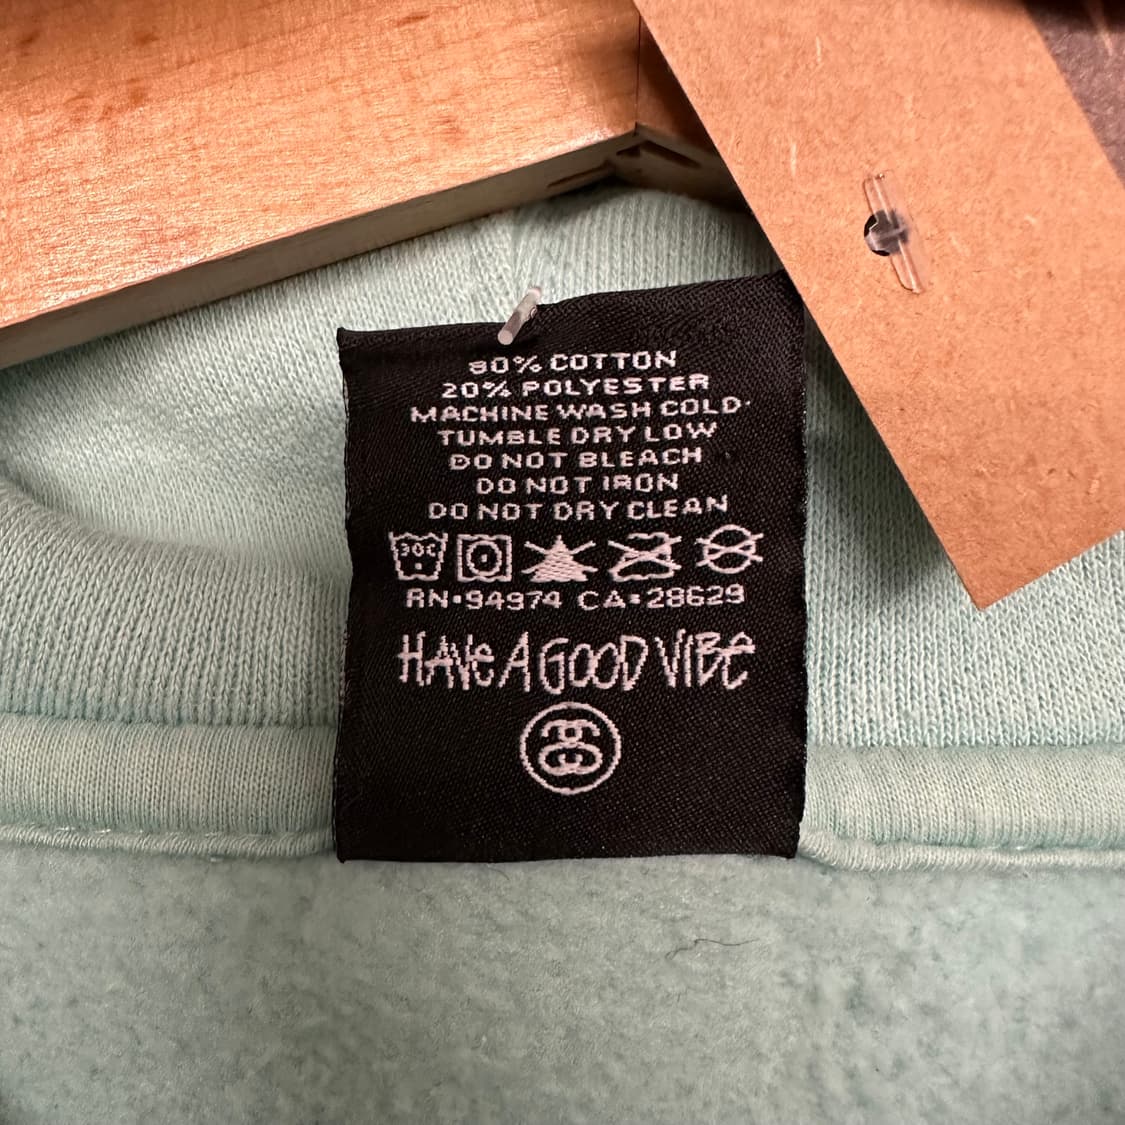 80% COTTON
20% POLYESTER
MACHINE WASH COLD
TUMBLE DRY LOW
DO NOT BLEACH
DO NOT IRON
DO NOT DRY CLEAN
30C
RN•94974 CA•28629
HAVE A GOOD VIBE